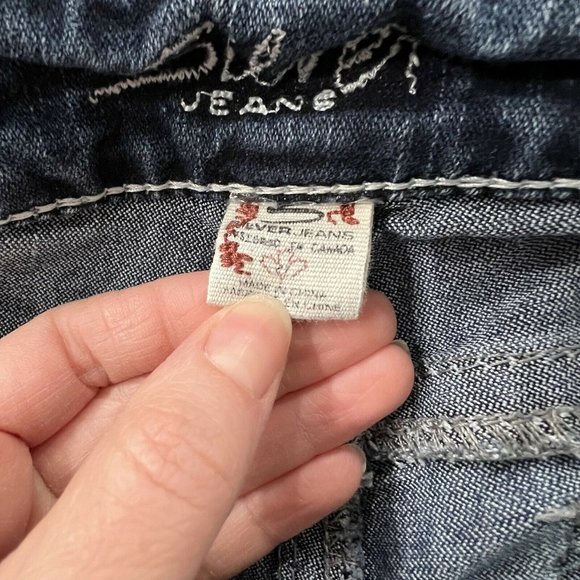 Silver
JEANS
SILVER JEANS
DESIGNED IN CANADA
MADE IN CHINA